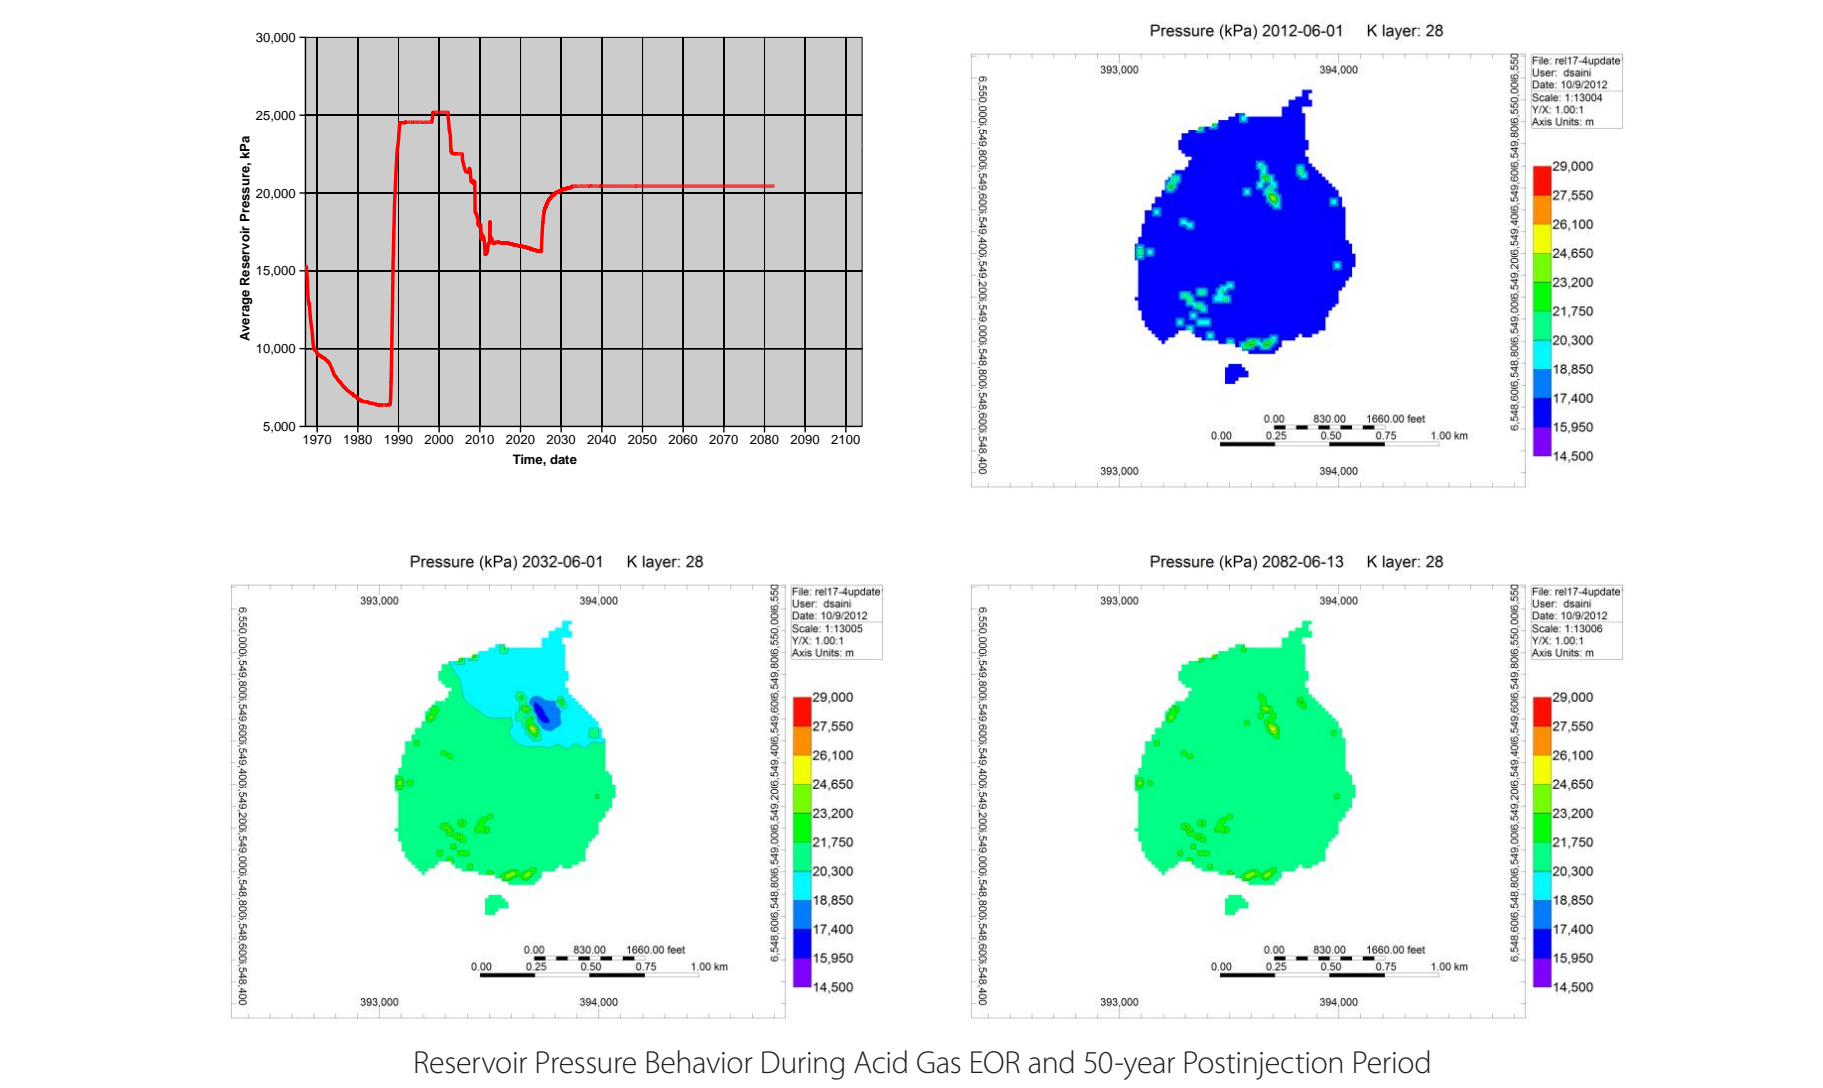 30,000
25,000
20,000
15,000
10,000
5,000
Average Reservoir Pressure, kPa
1970 1980 1990 2000 2010 2020 2030 2040 2050 2060 2070 2080 2090 2100
Time, date
Pressure (kPa) 2012-06-01 K layer: 28
393,000 394,000
File: rel17-4update
User: dsaini
Date: 10/9/2012
Scale: 1:13004
Y/X: 1.00:1
Axis Units: m
29,000
27,550
26,100
24,650
23,200
21,750
20,300
18,850
17,400
15,950
14,500
0.00 830.00 1660.00 feet
0.00 0.25 0.50 0.75 1.00 km
393,000 394,000
Pressure (kPa) 2032-06-01 K layer: 28
393,000 394,000
File: rel17-4update
User: dsaini
Date: 10/9/2012
Scale: 1:13005
Y/X: 1.00:1
Axis Units: m
29,000
27,550
26,100
24,650
23,200
21,750
20,300
18,850
17,400
15,950
14,500
0.00 830.00 1660.00 feet
0.00 0.25 0.50 0.75 1.00 km
393,000 394,000
Pressure (kPa) 2082-06-13 K layer: 28
393,000 394,000
File: rel17-4update
User: dsaini
Date: 10/9/2012
Scale: 1:13006
Y/X: 1.00:1
Axis Units: m
29,000
27,550
26,100
24,650
23,200
21,750
20,300
18,850
17,400
15,950
14,500
0.00 830.00 1660.00 feet
0.00 0.25 0.50 0.75 1.00 km
393,000 394,000
Reservoir Pressure Behavior During Acid Gas EOR and 50-year Postinjection Period